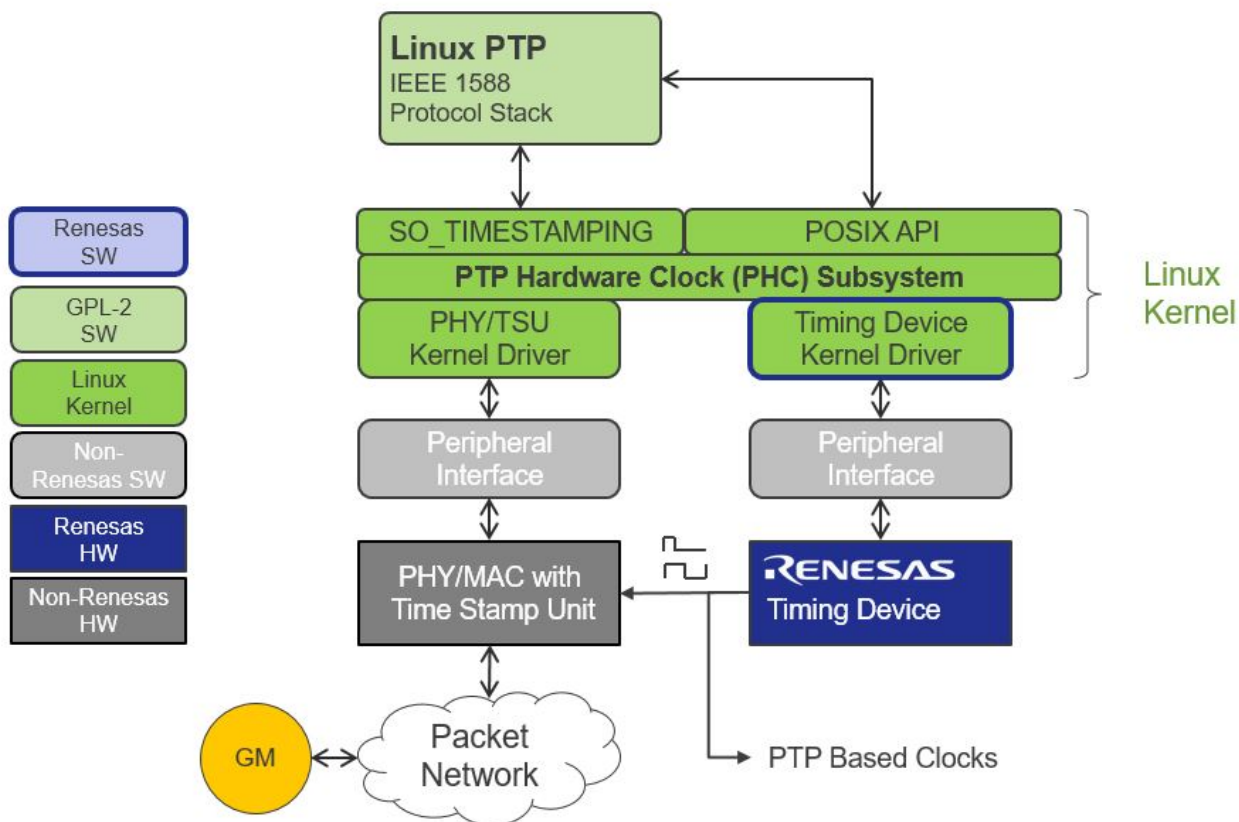 Linux PTP
IEEE 1588
Protocol Stack
Renesas
SW
GPL-2
SW
Linux
Kernel
Non-
Renesas SW
Renesas
HW
Non-Renesas
HW
SO_TIMESTAMPING
POSIX API
PTP Hardware Clock (PHC) Subsystem
PHY/TSU
Kernel Driver
Timing Device
Kernel Driver
Linux
Kernel
Peripheral
Interface
Peripheral
Interface
PHY/MAC with
Time Stamp Unit
RENESAS
Timing Device
GM
Packet
Network
PTP Based Clocks